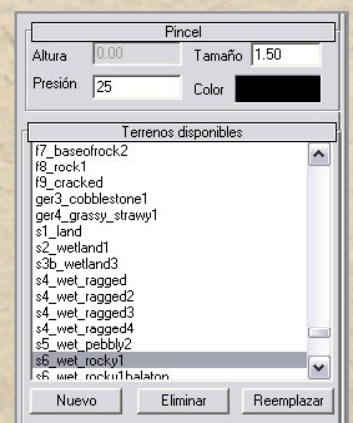 Pincel
Altura 0.00 Tamaño 1.50
Presión 25 Color
Terrenos disponibles
f7_baseofrock2
f8_rock1
f9_cracked
ger3_cobblestone1
ger4_grassy_strawy1
s1_land
s2_wetland1
s3b_wetland3
s4_wet_ragged
s4_wet_ragged2
s4_wet_ragged3
s4_wet_ragged4
s5_wet_pebbly2
s6_wet_rocky1
s6_wet_rocky1balaton
Nuevo Eliminar Reemplazar